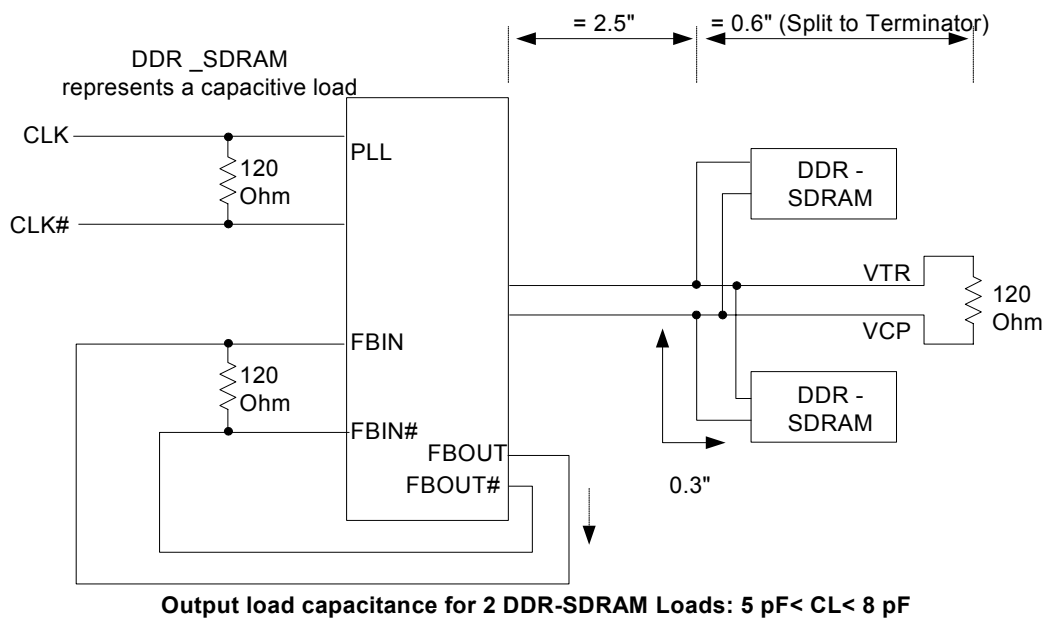 = 2.5"
= 0.6" (Split to Terminator)
DDR _SDRAM
represents a capacitive load
CLK
PLL
120
Ohm
CLK#
DDR -
SDRAM
VTR
120
Ohm
VCP
FBIN
120
Ohm
FBIN#
DDR -
SDRAM
FBOUT
FBOUT#
0.3"
Output load capacitance for 2 DDR-SDRAM Loads: 5 pF< CL< 8 pF